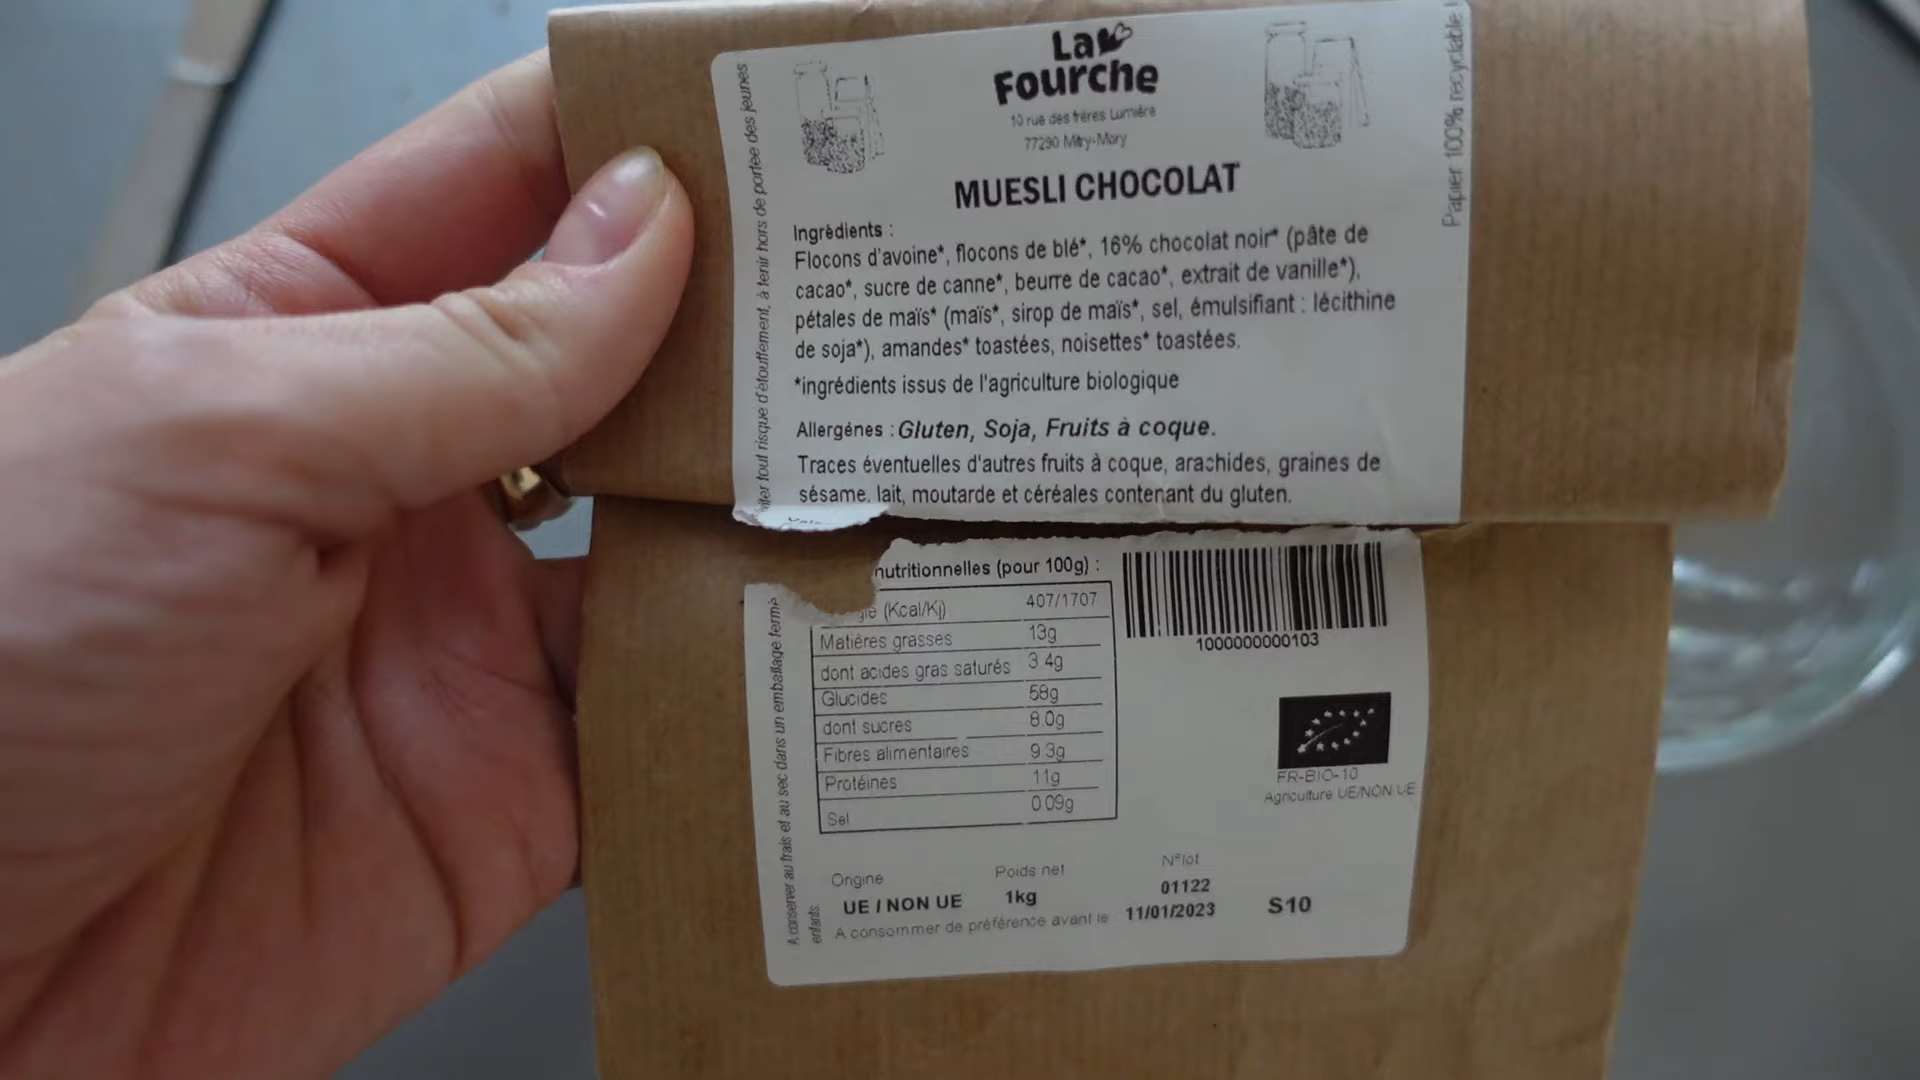 La
Fourche
10 rue des frères Lumière
77290 Mitry-Mory
MUESLI CHOCOLAT
Ingrédients :
Flocons d'avoine*, flocons de blé*, 16% chocolat noir* (pâte de
cacao*, sucre de canne*, beurre de cacao*, extrait de vanille*),
pétales de maïs* (maïs*, sirop de maïs*, sel, émulsifiant : lécithine
de soja*), amandes* toastées, noisettes* toastées.
*ingrédients issus de l'agriculture biologique
Allergénes : Gluten, Soja, Fruits à coque.
Traces éventuelles d'autres fruits à coque, arachides, graines de
sésame, lait, moutarde et céréales contenant du gluten.
tout risque d'étouffement, à tenir hors de portée des jeunes
Papier 100% recyclable !
nutritionnelles (pour 100g) :
(Kcal/Kj) 407/1707
Matières grasses 13g
dont acides gras saturés 3.4g
Glucides 58g
dont sucres 8.0g
Fibres alimentaires 9.3g
Protéines 11g
Sel 0.09g
1000000000103
FR-BIO-10
Agriculture UE/NON UE
Origine
UE / NON UE
Poids net
1kg
N°lot
01122
A consommer de préférence avant le 11/01/2023
S10
A conserver au frais et au sec dans un emballage fermé
enfants